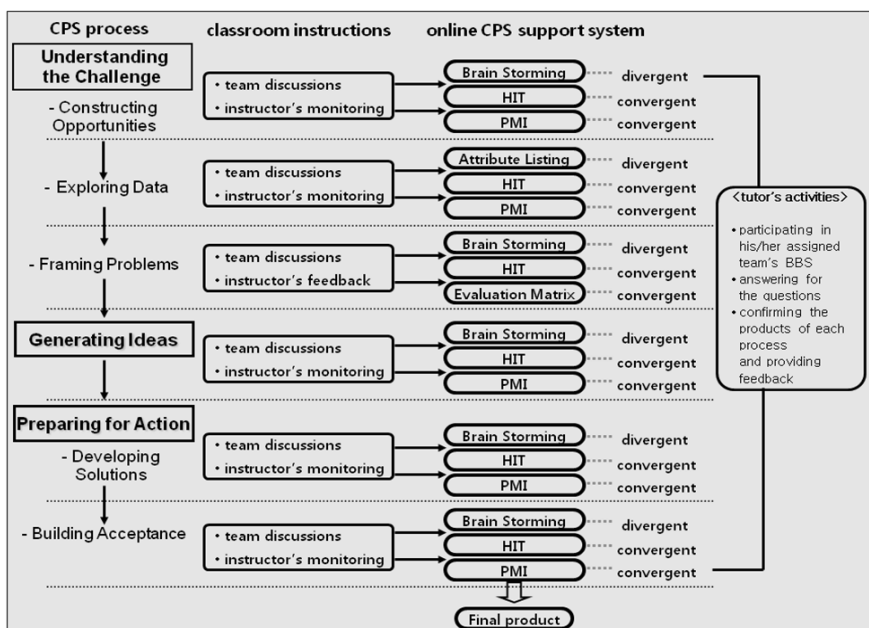 CPS process
classroom instructions
online CPS support system
Understanding
the Challenge
- Constructing
Opportunities
• team discussions
• instructor's monitoring
Brain Storming
divergent
HIT
convergent
PMI
convergent
- Exploring Data
• team discussions
• instructor's monitoring
Attribute Listing
divergent
HIT
convergent
PMI
convergent
- Framing Problems
• team discussions
• instructor's feedback
Brain Storming
divergent
HIT
convergent
Evaluation Matrix
convergent
Generating Ideas
• team discussions
• instructor's monitoring
Brain Storming
divergent
HIT
convergent
PMI
convergent
Preparing for Action
- Developing
Solutions
• team discussions
• instructor's monitoring
Brain Storming
divergent
HIT
convergent
PMI
convergent
- Building Acceptance
• team discussions
• instructor's monitoring
Brain Storming
divergent
HIT
convergent
PMI
convergent
Final product
<tutor's activities>
• participating in
his/her assigned
team's BBS
• answering for
the questions
• confirming the
products of each
process
and providing
feedback